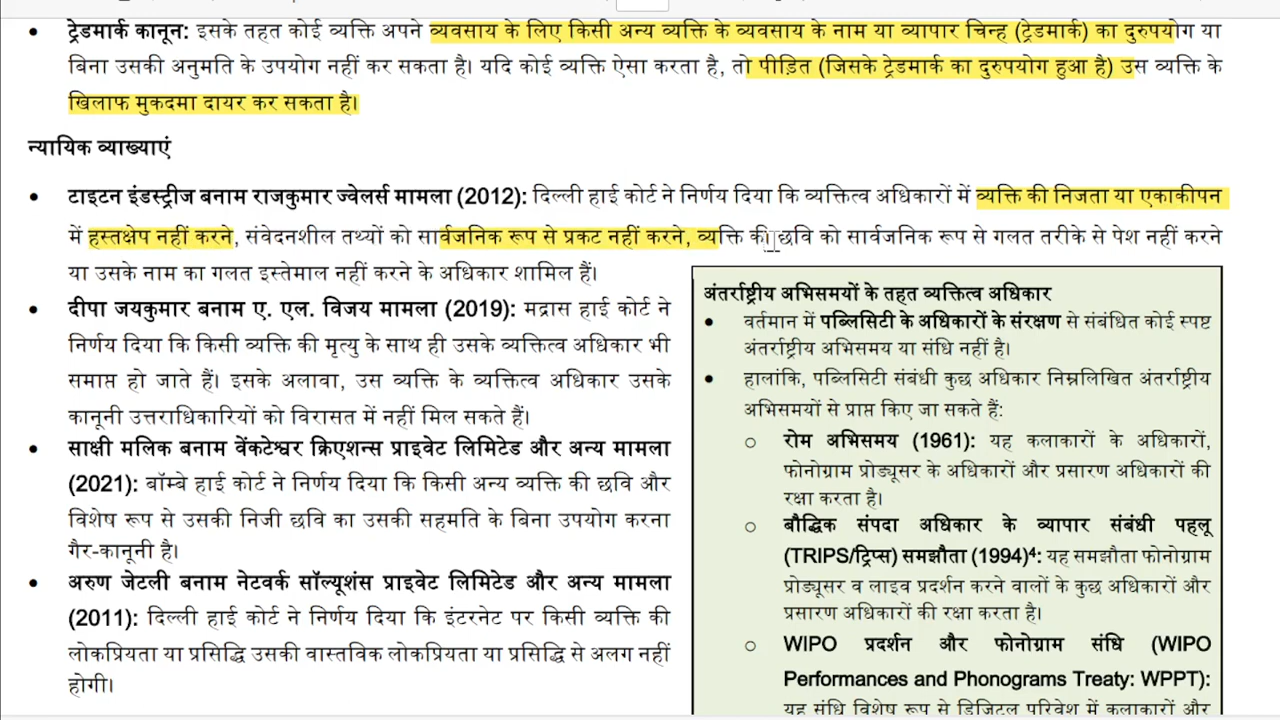 • ट्रेडमार्क कानून: इसके तहत कोई व्यक्ति अपने व्यवसाय के लिए किसी अन्य व्यक्ति के व्यवसाय के नाम या व्यापार चिन्ह (ट्रेडमार्क) का दुरुपयोग या
बिना उसकी अनुमति के उपयोग नहीं कर सकता है। यदि कोई व्यक्ति ऐसा करता है, तो पीड़ित (जिसके ट्रेडमार्क का दुरुपयोग हुआ है) उस व्यक्ति के
खिलाफ मुकदमा दायर कर सकता है।
न्यायिक व्याख्याएं
• टाइटन इंडस्ट्रीज बनाम राजकुमार ज्वेलर्स मामला (2012): दिल्ली हाई कोर्ट ने निर्णय दिया कि व्यक्तित्व अधिकारों में व्यक्ति की निजता या एकाकीपन
में हस्तक्षेप नहीं करने, संवेदनशील तथ्यों को सार्वजनिक रूप से प्रकट नहीं करने, व्यक्ति की छवि को सार्वजनिक रूप से गलत तरीके से पेश नहीं करने
या उसके नाम का गलत इस्तेमाल नहीं करने के अधिकार शामिल हैं।
• दीपा जयकुमार बनाम ए. एल. विजय मामला (2019): मद्रास हाई कोर्ट ने
निर्णय दिया कि किसी व्यक्ति की मृत्यु के साथ ही उसके व्यक्तित्व अधिकार भी
समाप्त हो जाते हैं। इसके अलावा, उस व्यक्ति के व्यक्तित्व अधिकार उसके
कानूनी उत्तराधिकारियों को विरासत में नहीं मिल सकते हैं।
• साक्षी मलिक बनाम वेंकटेश्वर क्रिएशन्स प्राइवेट लिमिटेड और अन्य मामला
(2021): बॉम्बे हाई कोर्ट ने निर्णय दिया कि किसी अन्य व्यक्ति की छवि और
विशेष रूप से उसकी निजी छवि का उसकी सहमति के बिना उपयोग करना
गैर-कानूनी है।
• अरुण जेटली बनाम नेटवर्क सॉल्यूशंस प्राइवेट लिमिटेड और अन्य मामला
(2011): दिल्ली हाई कोर्ट ने निर्णय दिया कि इंटरनेट पर किसी व्यक्ति की
लोकप्रियता या प्रसिद्धि उसकी वास्तविक लोकप्रियता या प्रसिद्धि से अलग नहीं
होगी।
अंतर्राष्ट्रीय अभिसमयों के तहत व्यक्तित्व अधिकार
• वर्तमान में पब्लिसिटी के अधिकारों के संरक्षण से संबंधित कोई स्पष्ट
अंतर्राष्ट्रीय अभिसमय या संधि नहीं है।
• हालांकि, पब्लिसिटी संबंधी कुछ अधिकार निम्नलिखित अंतर्राष्ट्रीय
अभिसमयों से प्राप्त किए जा सकते हैं:
o रोम अभिसमय (1961): यह कलाकारों के अधिकारों,
फोनोग्राम प्रोड्यूसर के अधिकारों और प्रसारण अधिकारों की
रक्षा करता है।
o बौद्धिक संपदा अधिकार के व्यापार संबंधी पहलू
(TRIPS/ट्रिप्स) समझौता (1994)⁴: यह समझौता फोनोग्राम
प्रोड्यूसर व लाइव प्रदर्शन करने वालों के कुछ अधिकारों और
प्रसारण अधिकारों की रक्षा करता है।
o WIPO प्रदर्शन और फोनोग्राम संधि (WIPO
Performances and Phonograms Treaty: WPPT):
यह संधि विशेष रूप से डिजिटल परिवेश में कलाकारों और